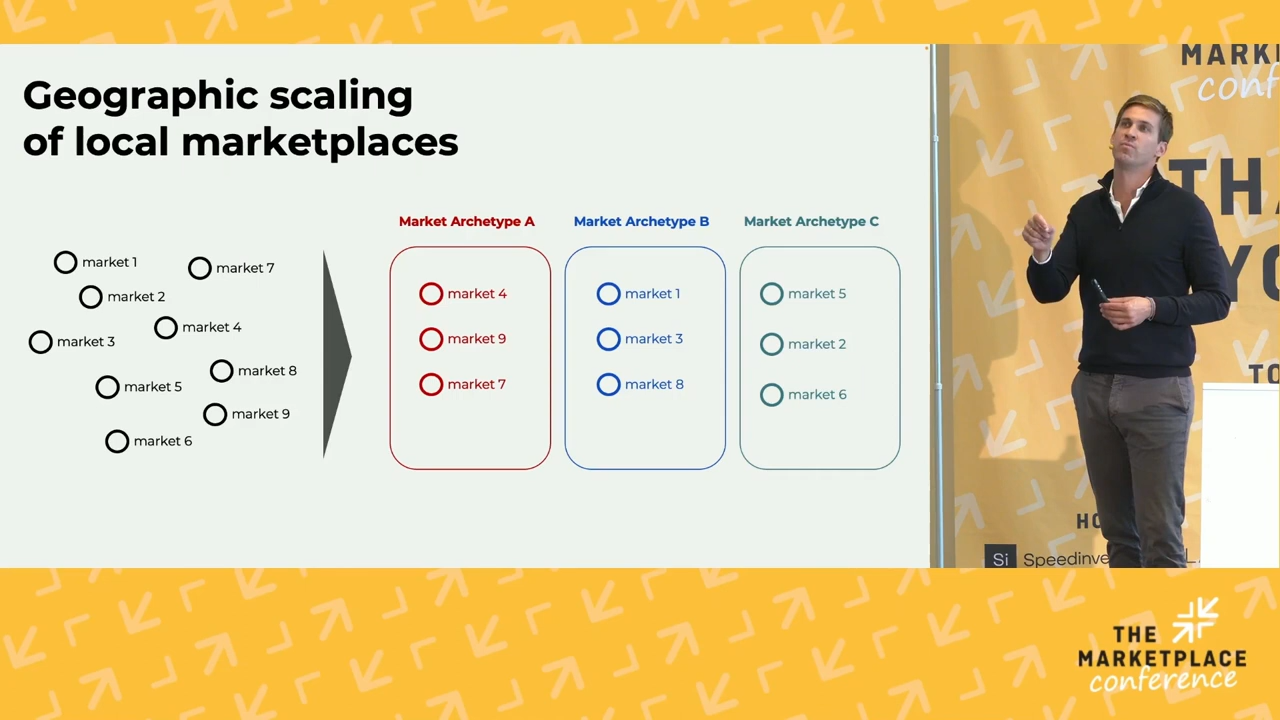 Geographic scaling
of local marketplaces
Market Archetype A
Market Archetype B
Market Archetype C
market 1
market 7
market 2
market 4
market 3
market 8
market 5
market 9
market 6
market 4
market 9
market 7
market 1
market 3
market 8
market 5
market 2
market 6
Si
THE
MARKETPLACE
conference